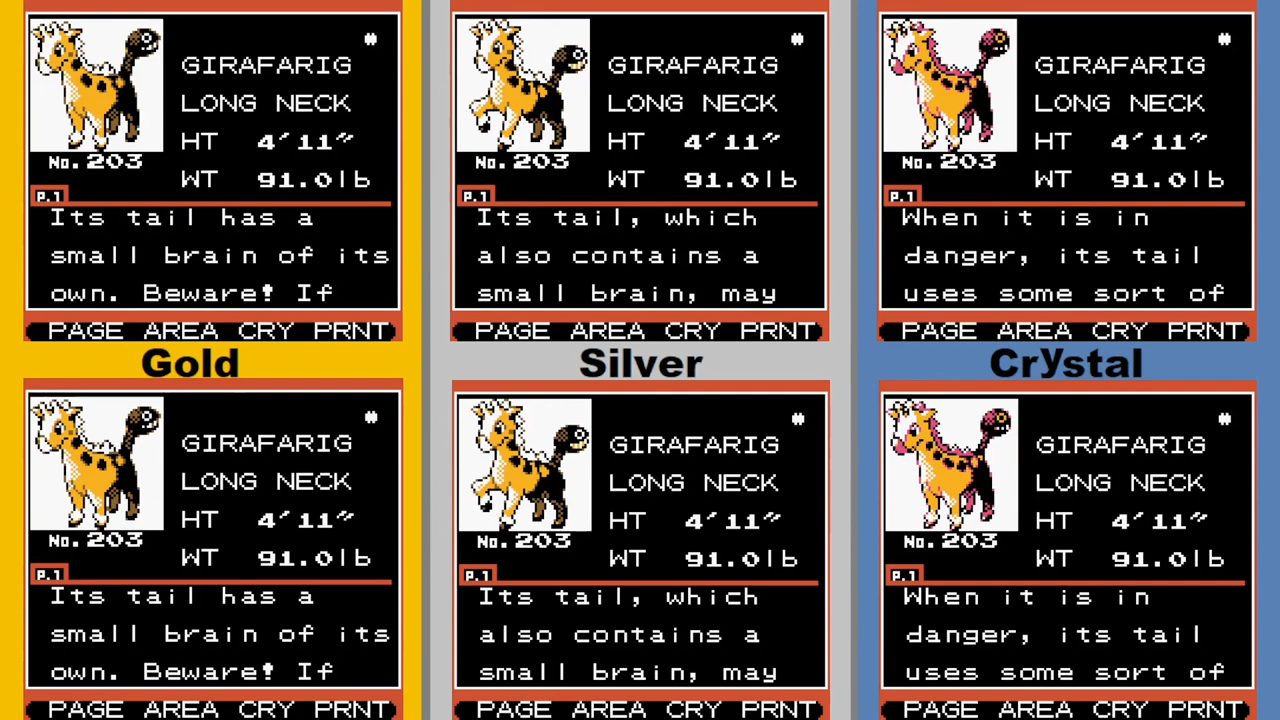 GIRAFARIG
LONG NECK
HT 4'11"
No. 203
WT 91.0lb
P.1
Its tail has a
small brain of its
own. Beware! If
PAGE AREA CRY PRNT
GIRAFARIG
LONG NECK
HT 4'11"
No. 203
WT 91.0lb
P.1
Its tail, which
also contains a
small brain, may
PAGE AREA CRY PRNT
GIRAFARIG
LONG NECK
HT 4'11"
No. 203
WT 91.0lb
P.1
When it is in
danger, its tail
uses some sort of
PAGE AREA CRY PRNT
Gold
Silver
Crystal
GIRAFARIG
LONG NECK
HT 4'11"
No. 203
WT 91.0lb
P.1
Its tail has a
small brain of its
own. Beware! If
PAGE AREA CRY PRNT
GIRAFARIG
LONG NECK
HT 4'11"
No. 203
WT 91.0lb
P.1
Its tail, which
also contains a
small brain, may
PAGE AREA CRY PRNT
GIRAFARIG
LONG NECK
HT 4'11"
No. 203
WT 91.0lb
P.1
When it is in
danger, its tail
uses some sort of
PAGE AREA CRY PRNT